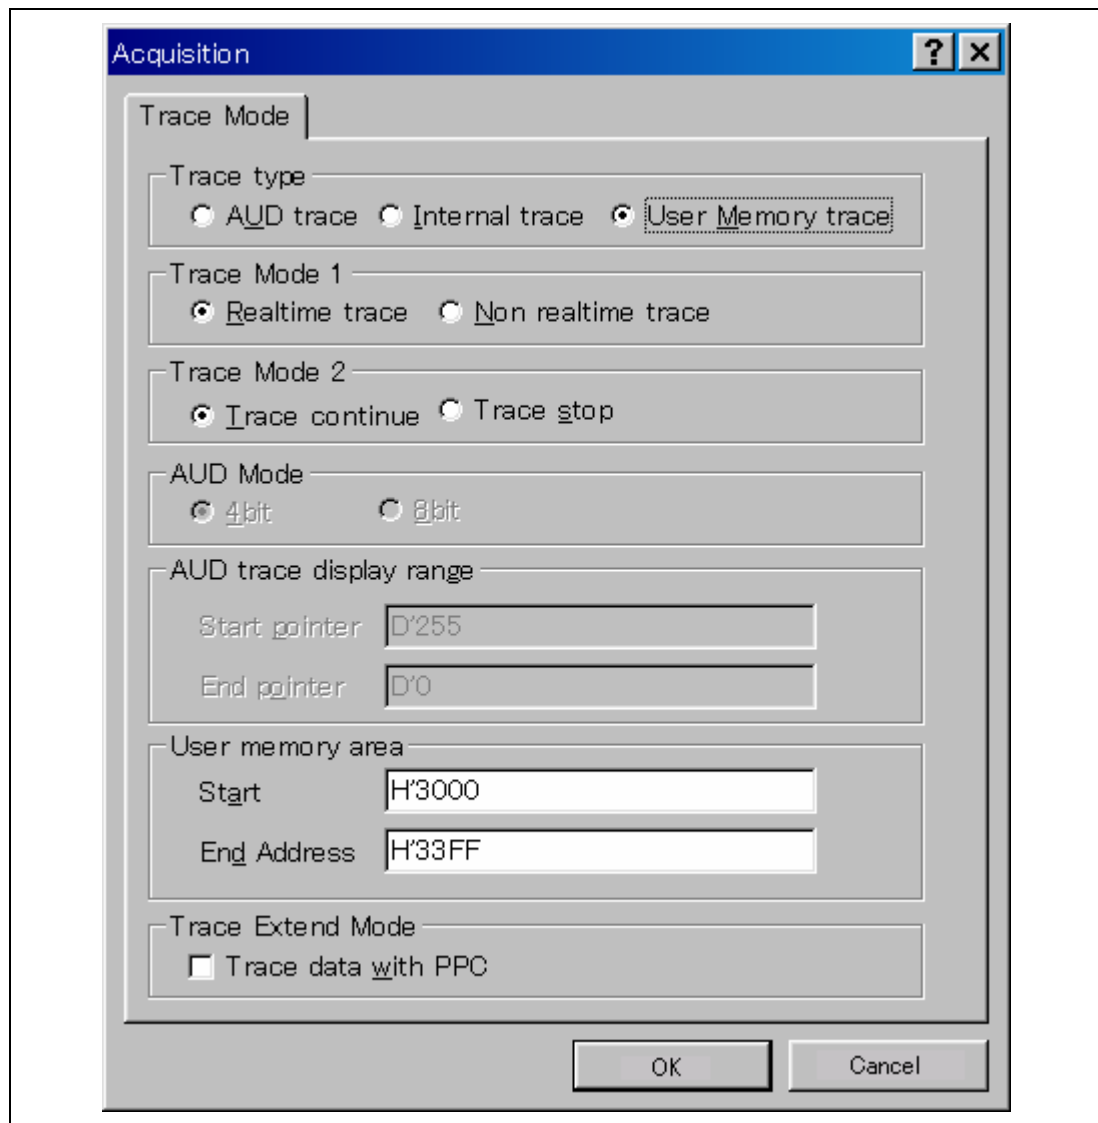 Acquisition
Trace Mode
Trace type
AUD trace Internal trace User Memory trace
Trace Mode 1
Realtime trace Non realtime trace
Trace Mode 2
Trace continue Trace stop
AUD Mode
4bit 8bit
AUD trace display range
Start pointer D'255
End pointer D'0
User memory area
Start H'3000
End Address H'33FF
Trace Extend Mode
Trace data with PPC
OK Cancel